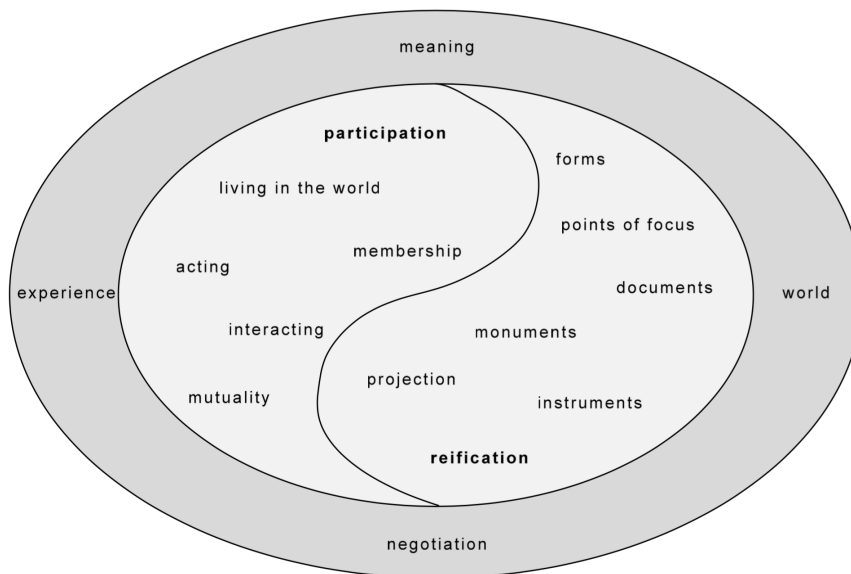 meaning
participation
forms
living in the world
points of focus
membership
acting
documents
experience
world
interacting
monuments
projection
mutuality
instruments
reification
negotiation